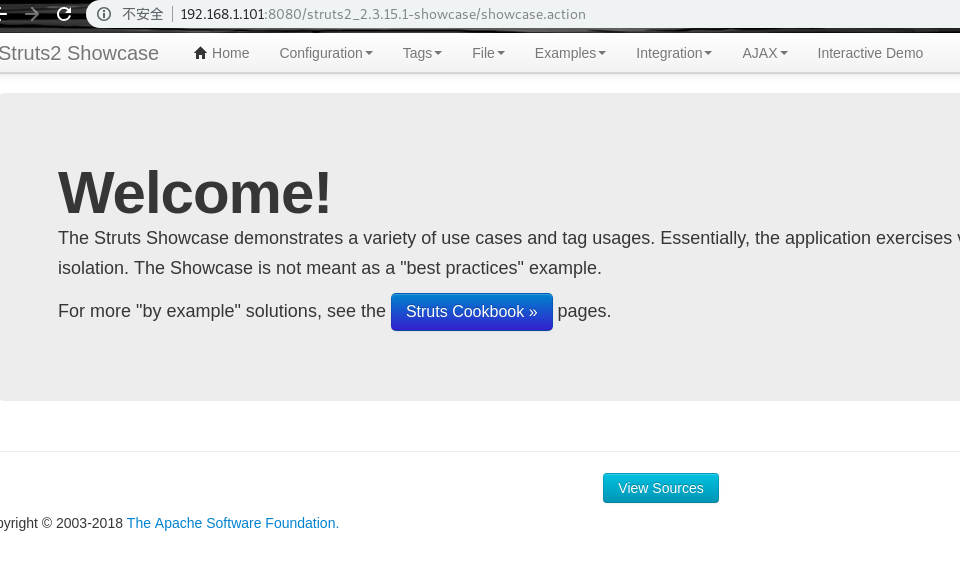 不安全 192.168.1.101:8080/struts2_2.3.15.1-showcase/showcase.action
Struts2 Showcase Home Configuration Tags File Examples Integration AJAX Interactive Demo
Welcome!
The Struts Showcase demonstrates a variety of use cases and tag usages. Essentially, the application exercises
isolation. The Showcase is not meant as a "best practices" example.
For more "by example" solutions, see the Struts Cookbook » pages.
View Sources
pyright © 2003-2018 The Apache Software Foundation.